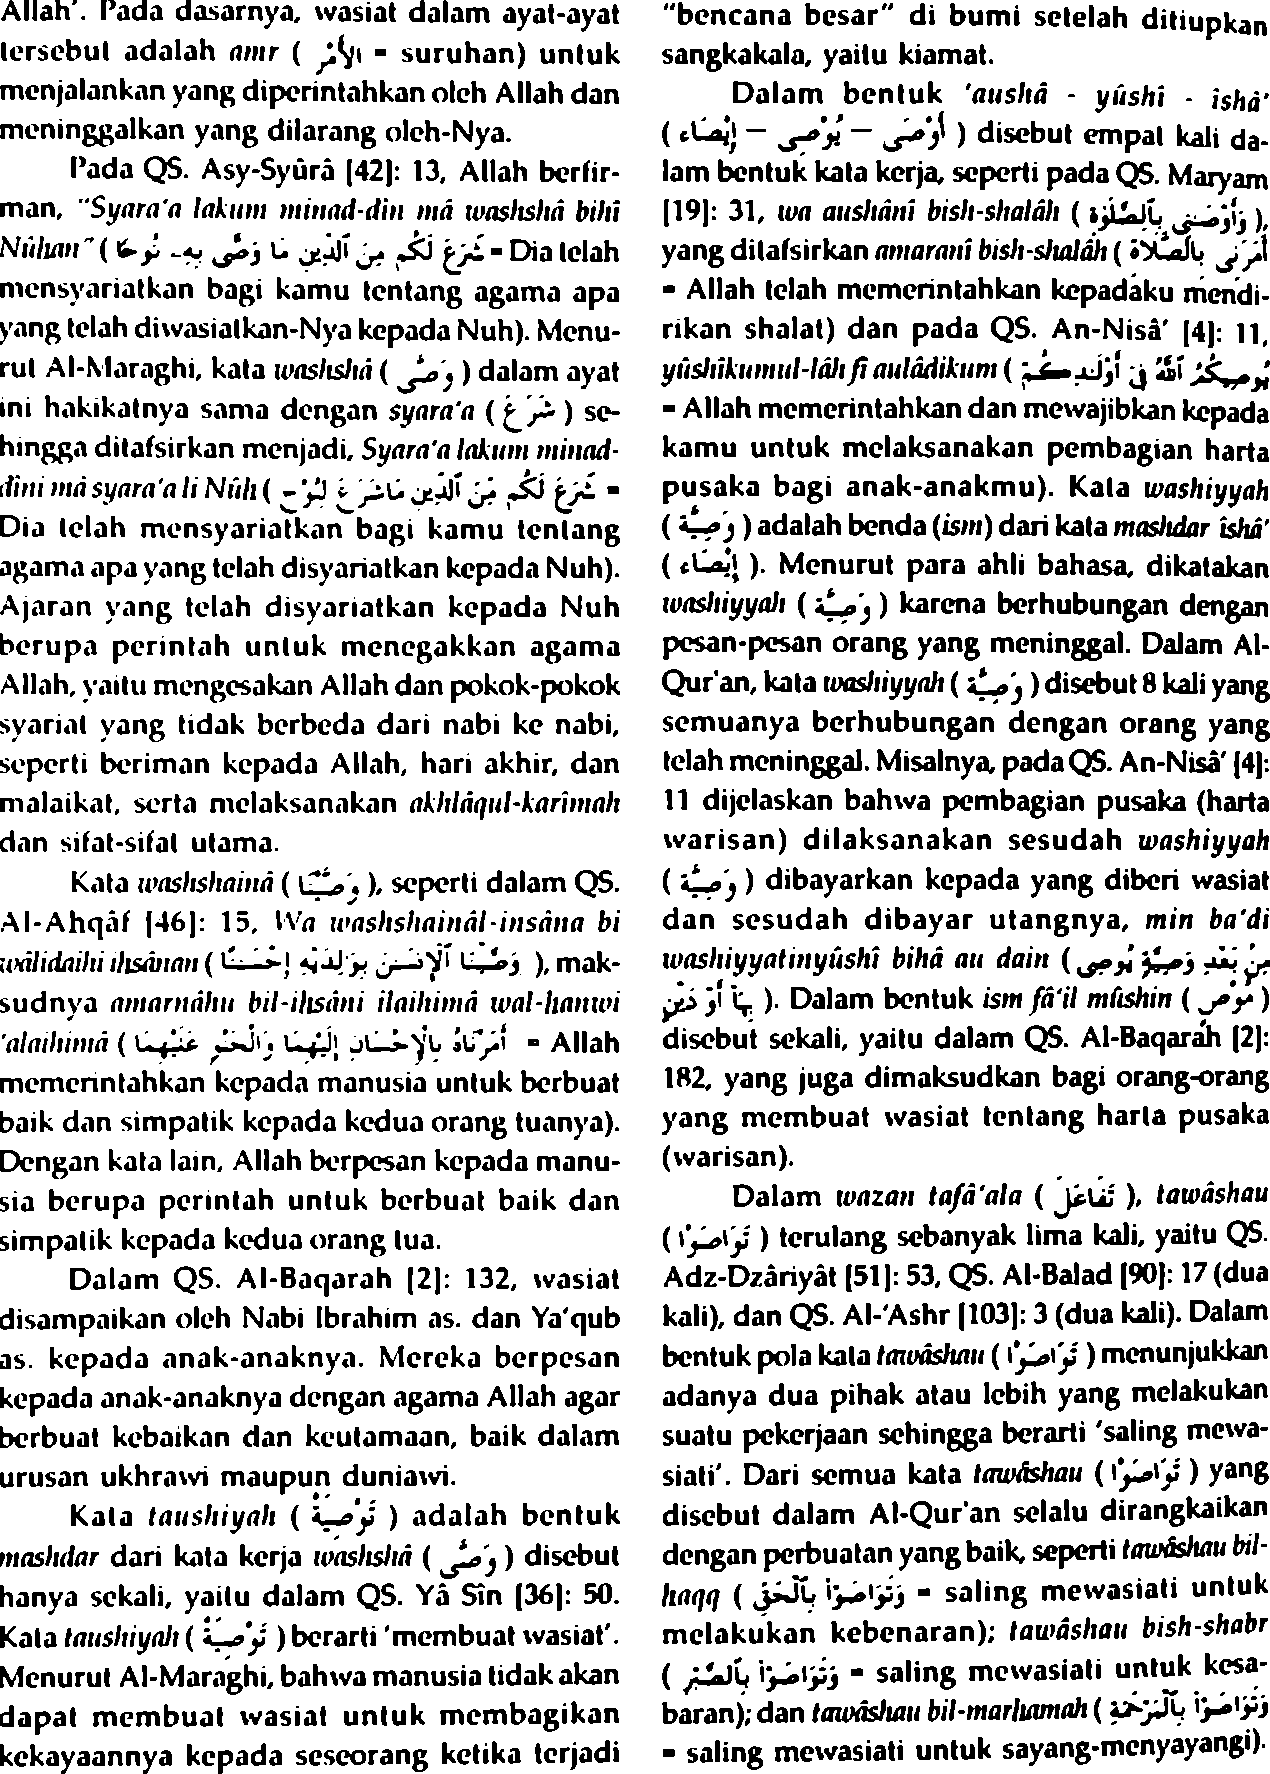 Allah'. Pada dasarnya, wasiat dalam ayat-ayat
tersebut adalah amr ( الأَمْرُ = suruhan) untuk
menjalankan yang diperintahkan oleh Allah dan
meninggalkan yang dilarang oleh-Nya.
Pada QS. Asy-Syûrâ [42]: 13, Allah berfir-
man, "Syara'a lakum minad-dîn mâ washshâ bihî
Nûhan" ( شَرَعَ لَكُم مِّنَ ٱلدِّينِ مَا وَصَّى بِهِۦ نُوحًا = Dia telah
mensyariatkan bagi kamu tentang agama apa
yang telah diwasiatkan-Nya kepada Nuh). Menu-
rut Al-Maraghi, kata washshâ ( وَصَّى ) dalam ayat
ini hakikatnya sama dengan syara'a ( شَرَعَ ) se-
hingga ditafsirkan menjadi, Syara'a lakum minad-
dîni mâ syara'a li Nûh ( شَرَعَ لَكُم مِّنَ ٱلدِّينِ مَاشَرَعَ لِنُوحٍ =
Dia telah mensyariatkan bagi kamu tentang
agama apa yang telah disyariatkan kepada Nuh).
Ajaran yang telah disyariatkan kepada Nuh
berupa perintah untuk menegakkan agama
Allah, yaitu mengesakan Allah dan pokok-pokok
syariat yang tidak berbeda dari nabi ke nabi,
seperti beriman kepada Allah, hari akhir, dan
malaikat, serta melaksanakan akhlâqul-karîmah
dan sifat-sifat utama.
Kata washshainâ ( وَصَّيْنَا ), seperti dalam QS.
Al-Ahqâf [46]: 15, Wa washshainâl-insâna bi
wâlidaihi ihsânan ( وَصَّيْنَا ٱلْإِنسَـٰنَ بِوَٰلِدَيْهِ إِحْسَـٰنًا ), mak-
sudnya amarnâhu bil-ihsâni ilaihimâ wal-hanwi
'alaihimâ ( أَمَرْنَاهُ بِالإِحْسَانِ إِلَيْهِمَا وَالْحَنْوِ عَلَيْهِمَا = Allah
memerintahkan kepada manusia untuk berbuat
baik dan simpatik kepada kedua orang tuanya).
Dengan kata lain, Allah berpesan kepada manu-
sia berupa perintah untuk berbuat baik dan
simpatik kepada kedua orang tua.
Dalam QS. Al-Baqarah [2]: 132, wasiat
disampaikan oleh Nabi Ibrahim as. dan Ya'qub
as. kepada anak-anaknya. Mereka berpesan
kepada anak-anaknya dengan agama Allah agar
berbuat kebaikan dan keutamaan, baik dalam
urusan ukhrawi maupun duniawi.
Kata taushiyah ( تَوْصِيَةً ) adalah bentuk
mashdar dari kata kerja washshâ ( وَصَّى ) disebut
hanya sekali, yaitu dalam QS. Yâ Sîn [36]: 50.
Kata taushiyah ( تَوْصِيَةً ) berarti 'membuat wasiat'.
Menurut Al-Maraghi, bahwa manusia tidak akan
dapat membuat wasiat untuk membagikan
kekayaannya kepada seseorang ketika terjadi
"bencana besar" di bumi setelah ditiupkan
sangkakala, yaitu kiamat.
Dalam bentuk 'aushâ - yûshî - îshâ'
( أَوْصَى – يُوْصِى – إِيْصَاء ) disebut empat kali da-
lam bentuk kata kerja, seperti pada QS. Maryam
[19]: 31, wa aushânî bish-shalâh ( وَأَوْصَـٰنِى بِٱلصَّلَوٰةِ ),
yang ditafsirkan amaranî bish-shalâh ( أَمَرَنِى بِالصَّلَاةِ
= Allah telah memerintahkan kepadaku mendi-
rikan shalat) dan pada QS. An-Nisâ' [4]: 11,
yûshîkumul-lâh fî aulâdikum ( يُوصِيكُمُ ٱللَّهُ فِىٓ أَوْلَـٰدِكُمْ
= Allah memerintahkan dan mewajibkan kepada
kamu untuk melaksanakan pembagian harta
pusaka bagi anak-anakmu). Kata washiyyah
( وَصِيَّةٌ ) adalah benda (ism) dari kata mashdar îshâ'
( إِيْصَاء ). Menurut para ahli bahasa, dikatakan
washiyyah ( وَصِيَّةٌ ) karena berhubungan dengan
pesan-pesan orang yang meninggal. Dalam Al-
Qur'an, kata washiyyah ( وَصِيَّةٌ ) disebut 8 kali yang
semuanya berhubungan dengan orang yang
telah meninggal. Misalnya, pada QS. An-Nisâ' [4]:
11 dijelaskan bahwa pembagian pusaka (harta
warisan) dilaksanakan sesudah washiyyah
( وَصِيَّةٌ ) dibayarkan kepada yang diberi wasiat
dan sesudah dibayar utangnya, min ba'di
washiyyatinyûshî bihâ au dain ( مِنۢ بَعْدِ وَصِيَّةٍ يُوصِى
بِهَآ أَوْ دَيْنٍ ). Dalam bentuk ism fâ'il mûshin ( مُوْصٍ )
disebut sekali, yaitu dalam QS. Al-Baqarah [2]:
182, yang juga dimaksudkan bagi orang-orang
yang membuat wasiat tentang harta pusaka
(warisan).
Dalam wazan tafâ'ala ( تَفَاعَلَ ), tawâshau
( تَوَاصَوْا ) terulang sebanyak lima kali, yaitu QS.
Adz-Dzâriyât [51]: 53, QS. Al-Balad [90]: 17 (dua
kali), dan QS. Al-'Ashr [103]: 3 (dua kali). Dalam
bentuk pola kata tawâshau ( تَوَاصَوْا ) menunjukkan
adanya dua pihak atau lebih yang melakukan
suatu pekerjaan sehingga berarti 'saling mewa-
siati'. Dari semua kata tawâshau ( تَوَاصَوْا ) yang
disebut dalam Al-Qur'an selalu dirangkaikan
dengan perbuatan yang baik, seperti tawâshau bil-
haqq ( وَتَوَاصَوْا بِٱلْحَقِّ = saling mewasiati untuk
melakukan kebenaran); tawâshau bish-shabr
( وَتَوَاصَوْا بِٱلصَّبْرِ = saling mewasiati untuk kesa-
baran); dan tawâshau bil-marhamah ( وَتَوَاصَوْا بِٱلْمَرْحَمَةِ
= saling mewasiati untuk sayang-menyayangi).